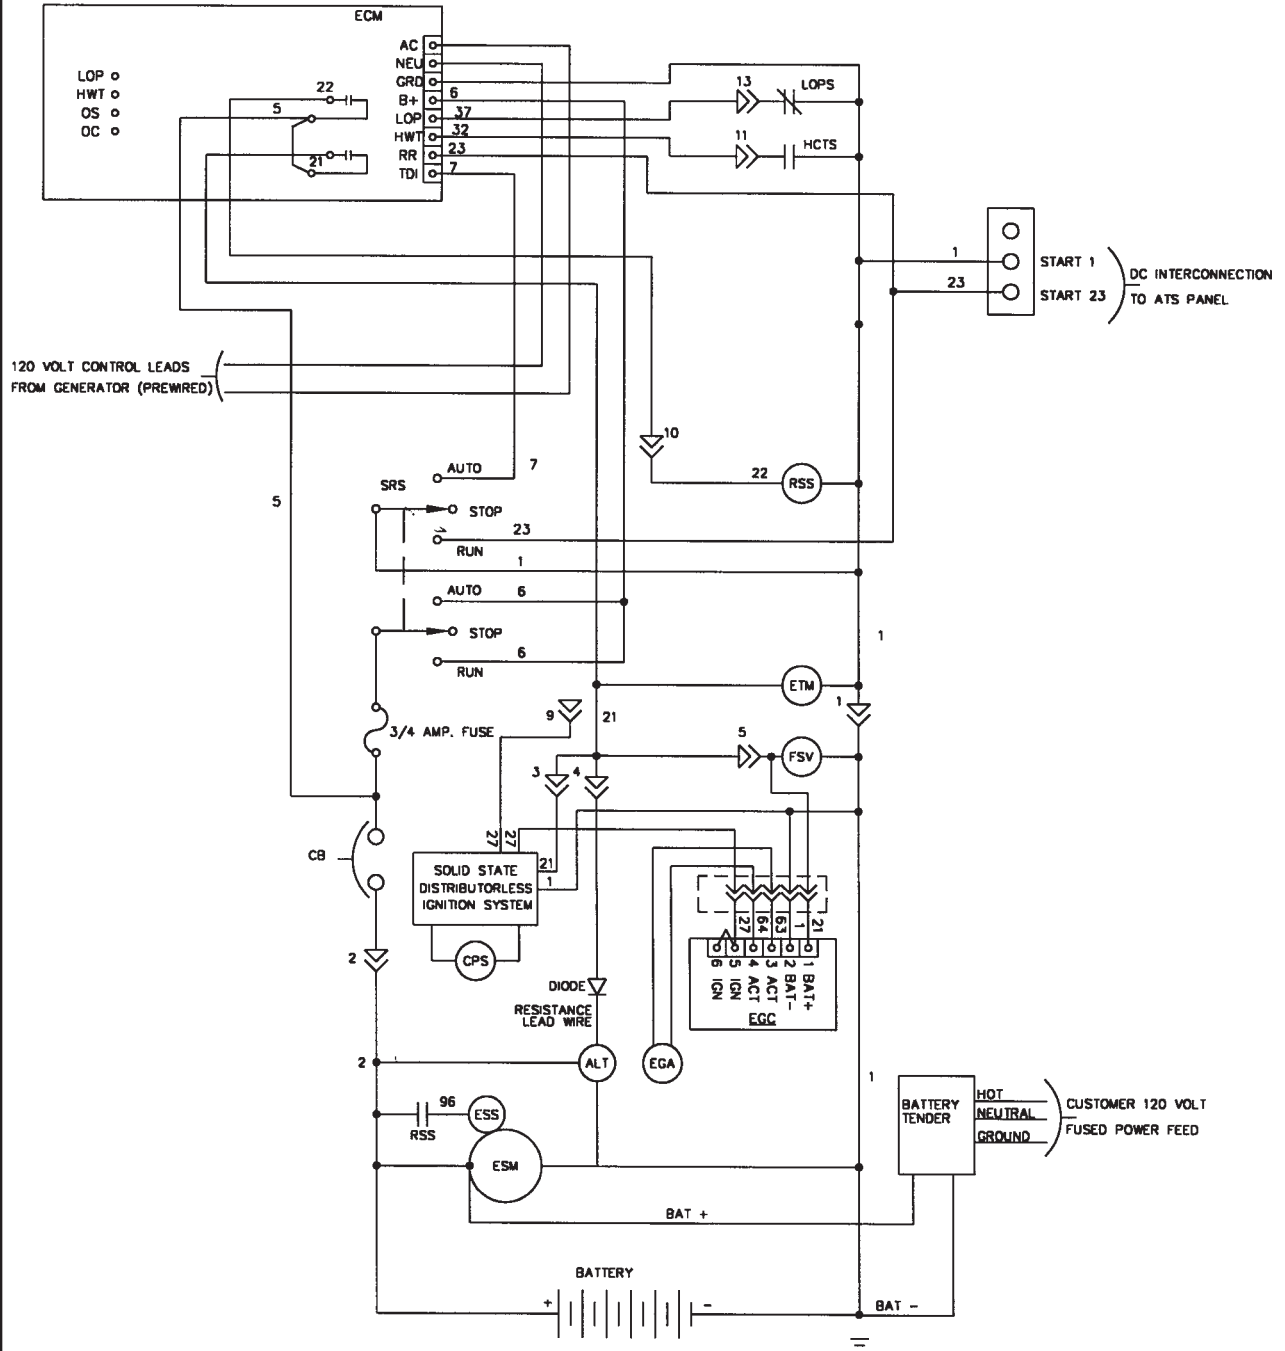 ECM
AC
NEU
GRD
B+ 6
LOP 37
HWT 32
RR 23
TDI 7
LOP
HWT
OS
OC
22
5
21
13 LOPS
11 HCTS
1 START 1
23 START 23
DC INTERCONNECTION
TO ATS PANEL
120 VOLT CONTROL LEADS
FROM GENERATOR (PREWIRED)
10
22 RSS
5
SRS
AUTO 7
STOP
23
RUN
1
AUTO 6
STOP
6
RUN
1
ETM
1
3/4 AMP. FUSE
9
21
5 FSV
3 4
CB
27 27
SOLID STATE
DISTRIBUTORLESS
IGNITION SYSTEM
21
1
CPS
27 64 63 1 21
6 IGN
5 IGN
4 ACT
3 ACT
2 BAT-
1 BAT+
EGC
2
DIODE
RESISTANCE
LEAD WIRE
2
ALT
EGA
1
96 ESS
RSS
ESM
BATTERY
TENDER
HOT
NEUTRAL
GROUND
CUSTOMER 120 VOLT
FUSED POWER FEED
BAT +
BATTERY
+ -
BAT -